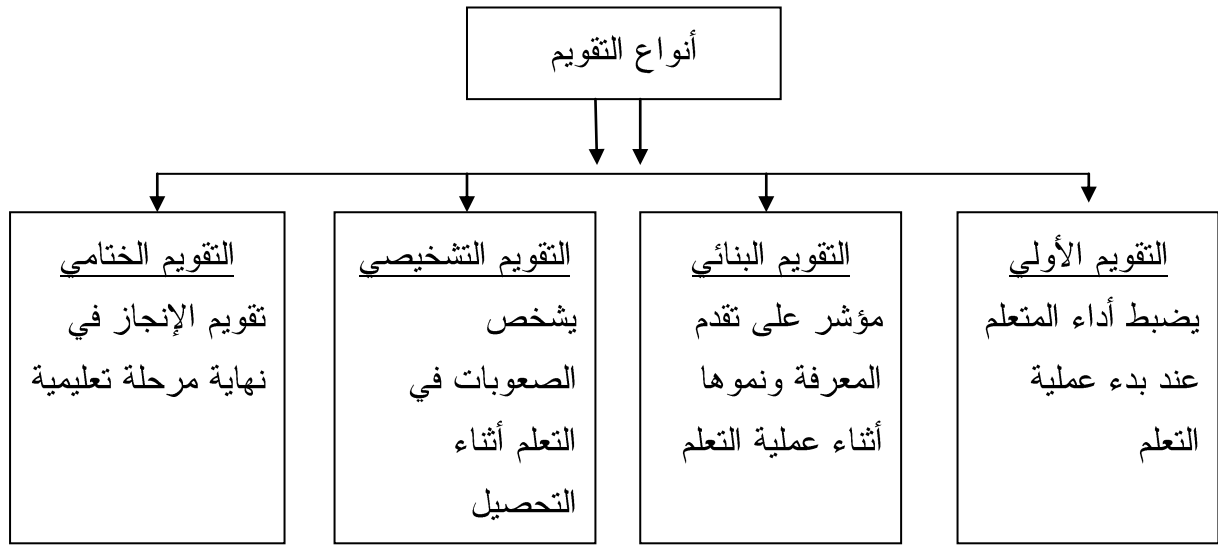 أنواع التقويم
التقويم الأولي
يضبط أداء المتعلم
عند بدء عملية
التعلم
التقويم البنائي
مؤشر على تقدم
المعرفة ونموها
أثناء عملية التعلم
التقويم التشخيصي
يشخص
الصعوبات في
التعلم أثناء
التحصيل
التقويم الختامي
تقويم الإنجاز في
نهاية مرحلة تعليمية